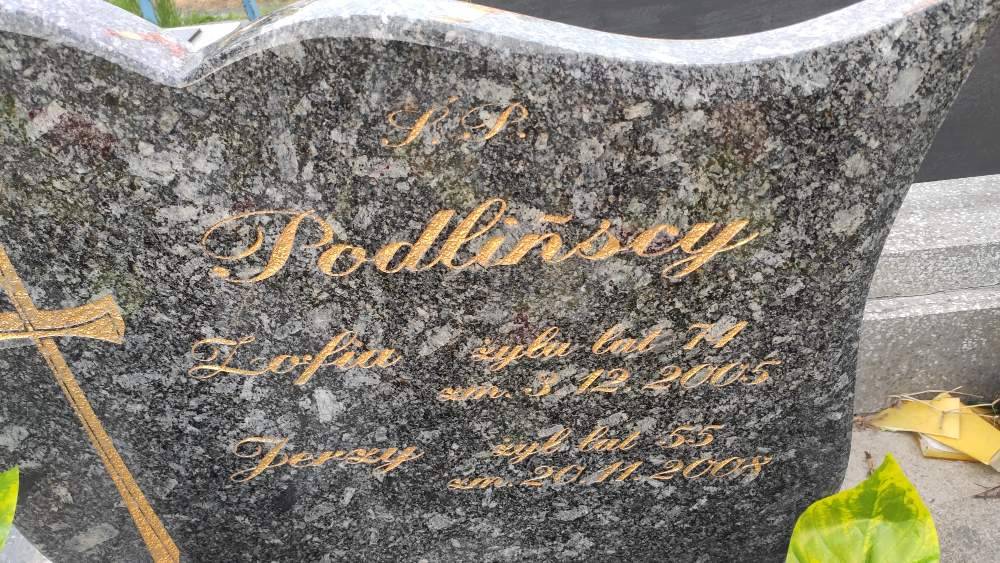 Ś.P.
Podlińscy
Zofia żyła lat 71
zm. 3.12.2005
Jerzy żył lat 55
zm. 20.11.2008